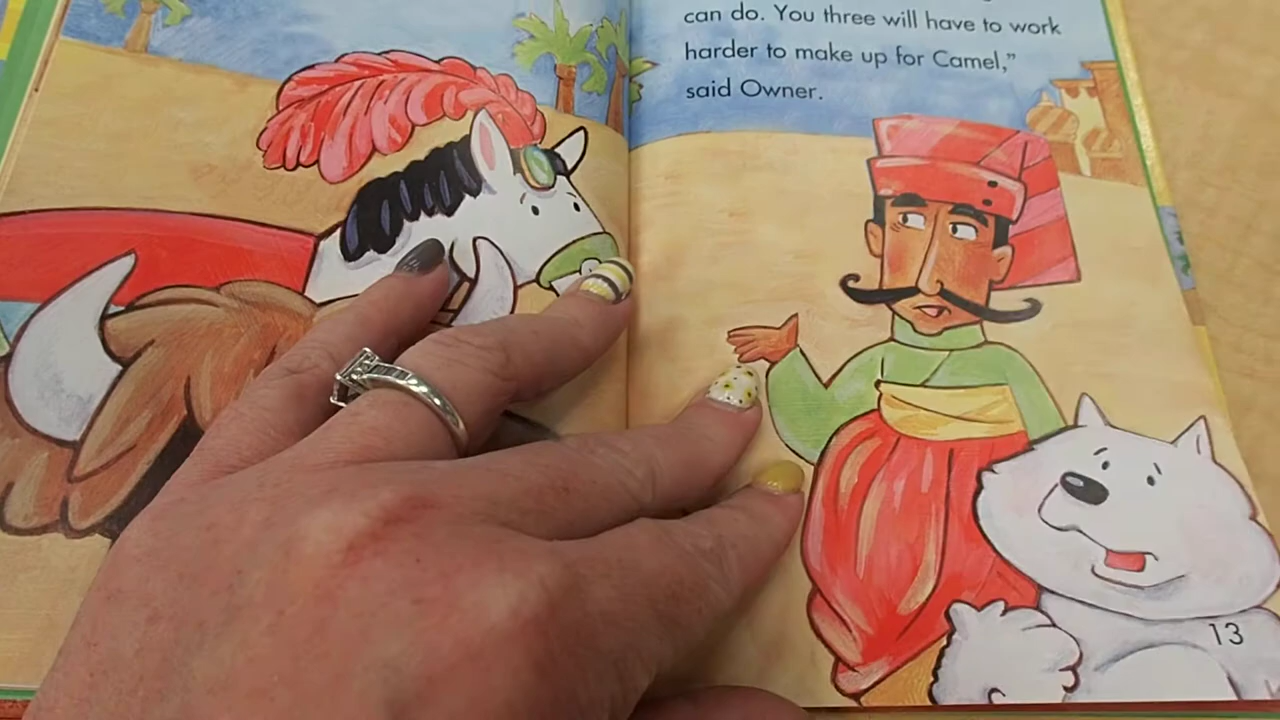 can do. You three will have to work
harder to make up for Camel,”
said Owner.
13